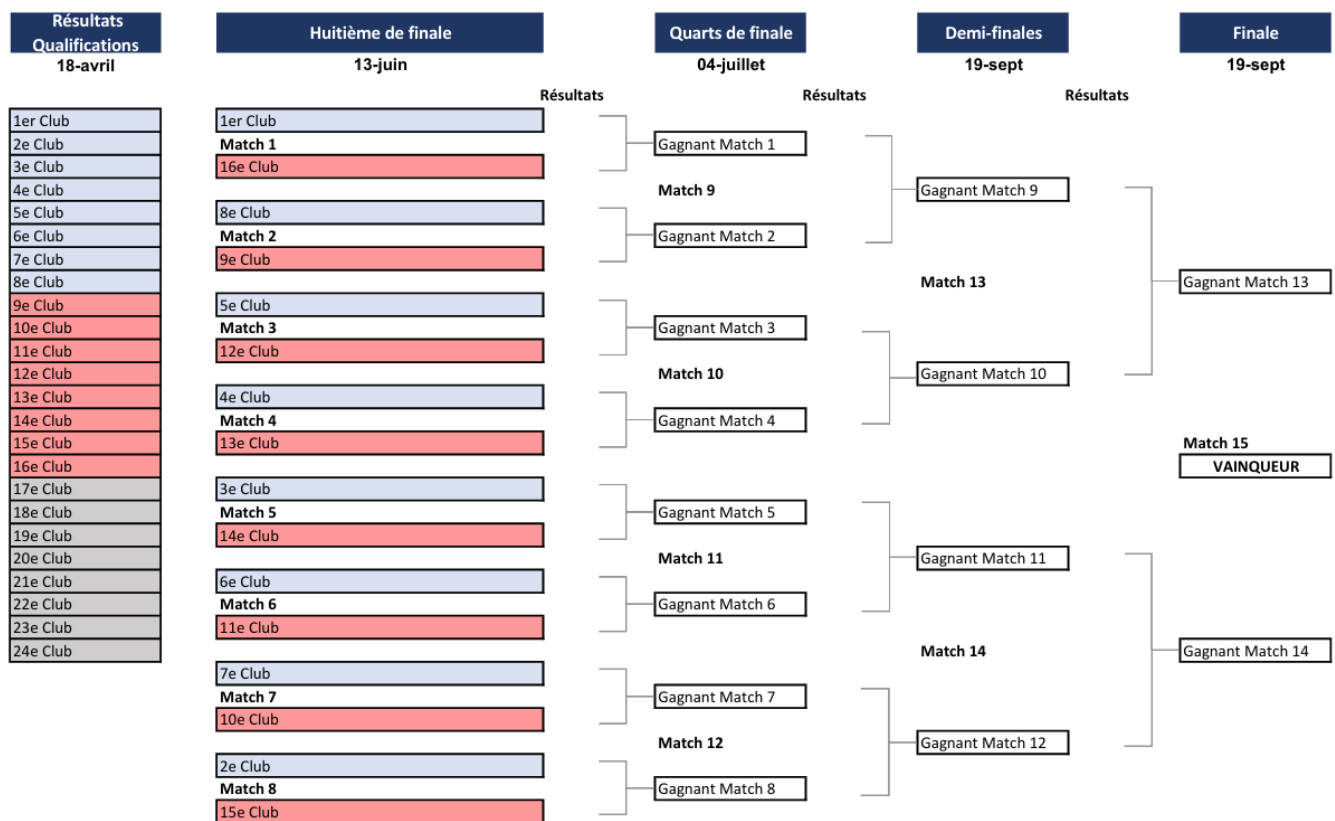 Résultats
Qualifications
18-avril
1er Club
2e Club
3e Club
4e Club
5e Club
6e Club
7e Club
8e Club
9e Club
10e Club
11e Club
12e Club
13e Club
14e Club
15e Club
16e Club
17e Club
18e Club
19e Club
20e Club
21e Club
22e Club
23e Club
24e Club
Huitième de finale
13-juin
Résultats
1er Club
Match 1
16e Club
8e Club
Match 2
9e Club
5e Club
Match 3
12e Club
4e Club
Match 4
13e Club
3e Club
Match 5
14e Club
6e Club
Match 6
11e Club
7e Club
Match 7
10e Club
2e Club
Match 8
15e Club
Quarts de finale
04-juillet
Résultats
Gagnant Match 1
Match 9
Gagnant Match 2
Gagnant Match 3
Match 10
Gagnant Match 4
Gagnant Match 5
Match 11
Gagnant Match 6
Gagnant Match 7
Match 12
Gagnant Match 8
Demi-finales
19-sept
Résultats
Gagnant Match 9
Match 13
Gagnant Match 10
Gagnant Match 11
Match 14
Gagnant Match 12
Finale
19-sept
Gagnant Match 13
Match 15
VAINQUEUR
Gagnant Match 14